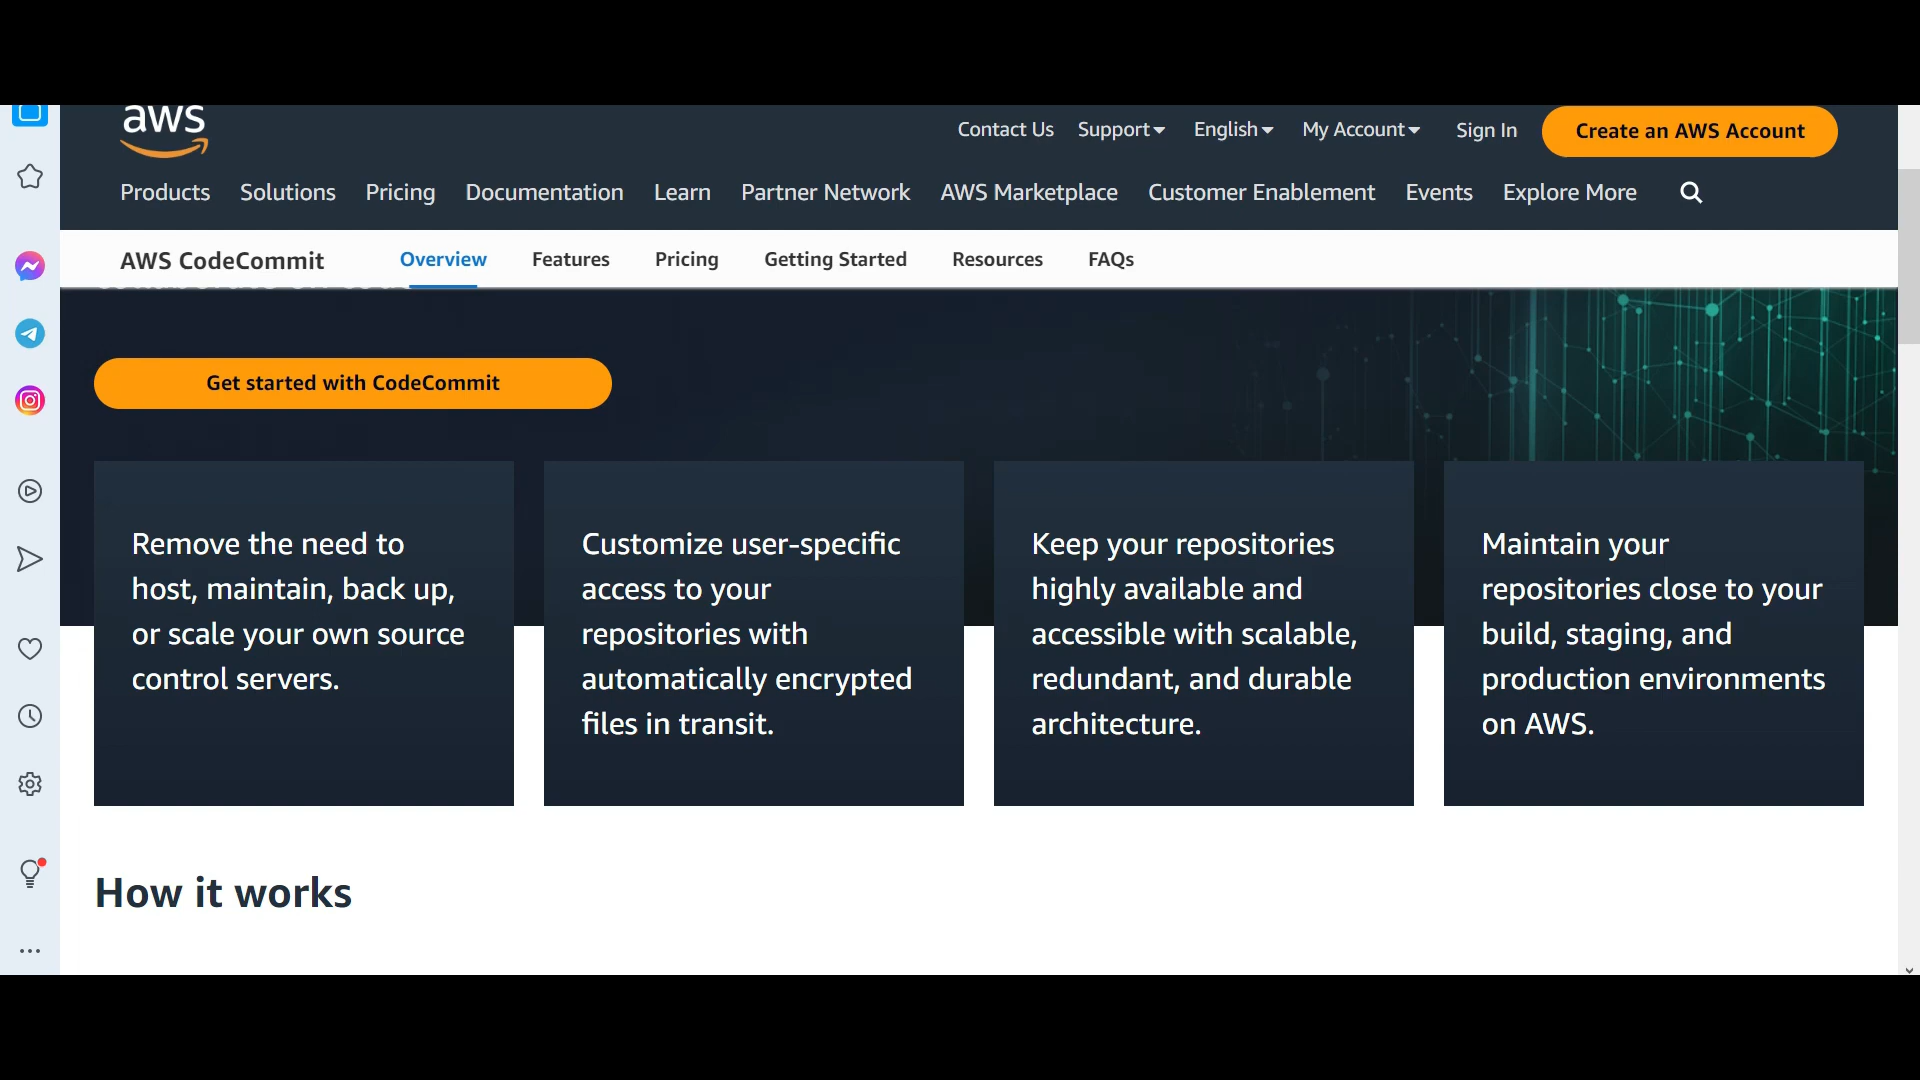 aws
Contact Us Support English My Account Sign In Create an AWS Account
Products Solutions Pricing Documentation Learn Partner Network AWS Marketplace Customer Enablement Events Explore More
AWS CodeCommit Overview Features Pricing Getting Started Resources FAQs
Get started with CodeCommit
Remove the need to
host, maintain, back up,
or scale your own source
control servers.
Customize user-specific
access to your
repositories with
automatically encrypted
files in transit.
Keep your repositories
highly available and
accessible with scalable,
redundant, and durable
architecture.
Maintain your
repositories close to your
build, staging, and
production environments
on AWS.
How it works